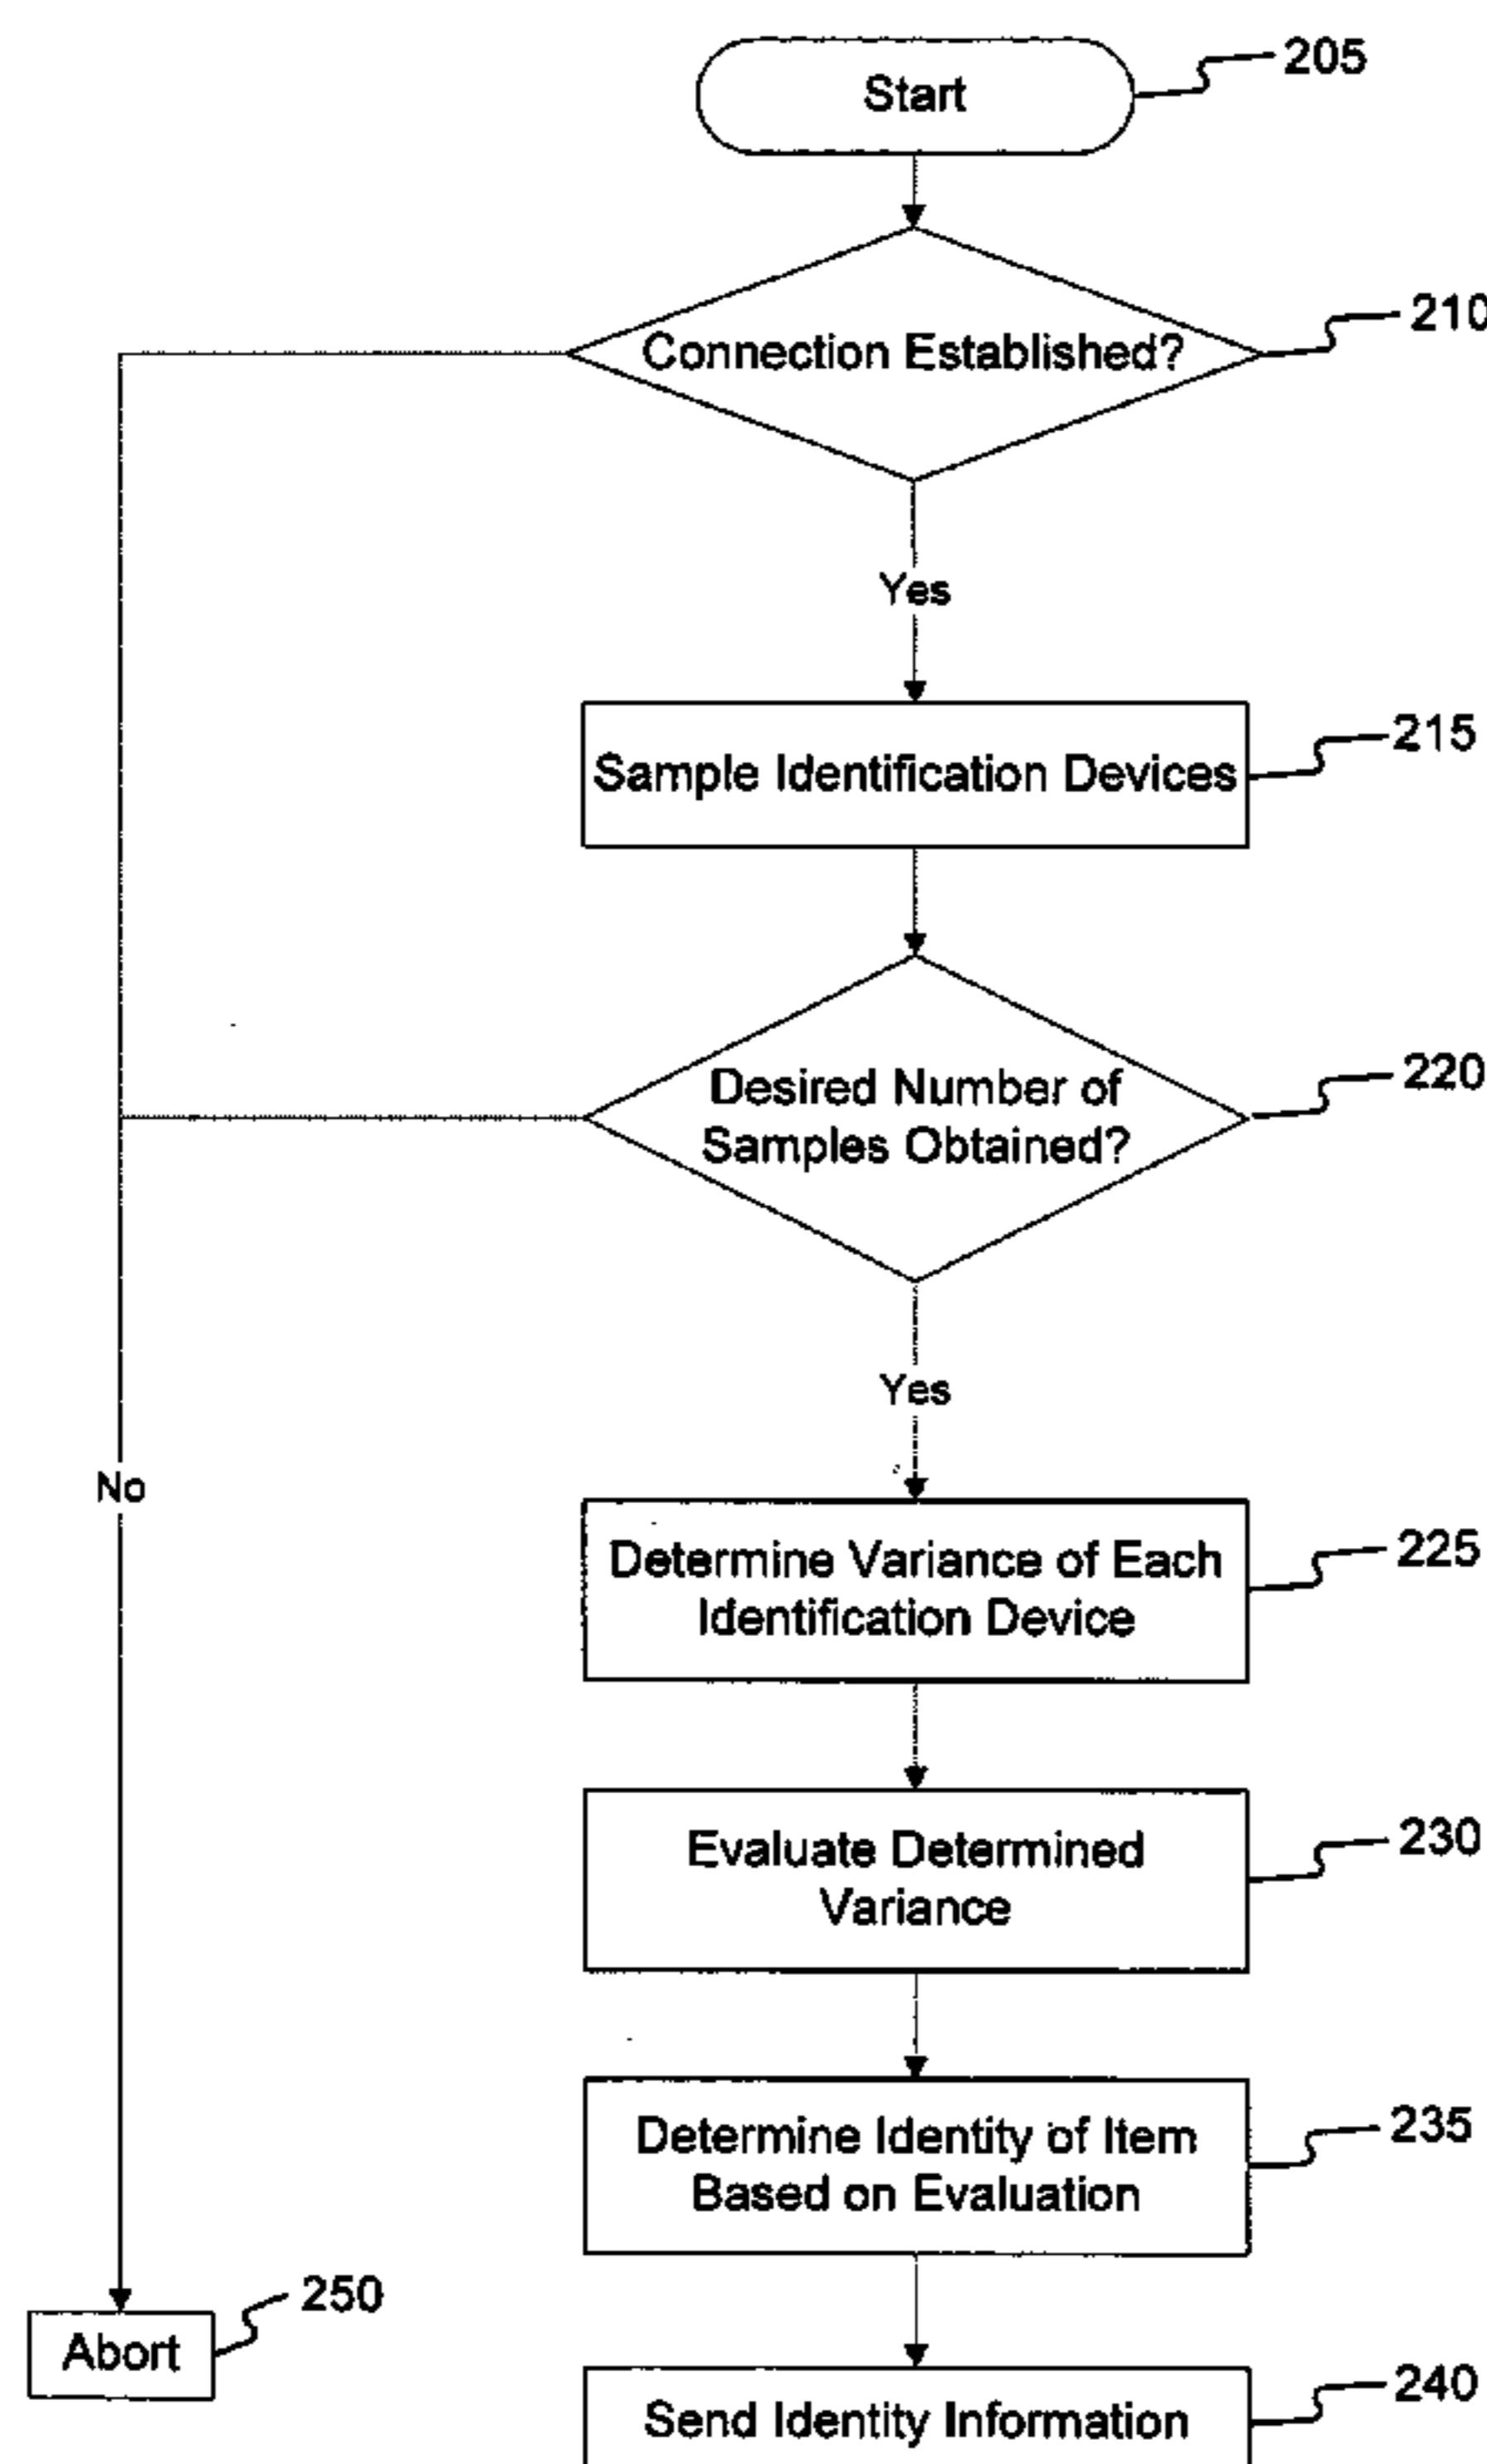 Start
205
Connection Established?
210
Yes
Sample Identification Devices
215
Desired Number of
Samples Obtained?
220
Yes
No
Determine Variance of Each
Identification Device
225
Evaluate Determined
Variance
230
Determine Identity of Item
Based on Evaluation
235
Abort
250
Send Identity Information
240